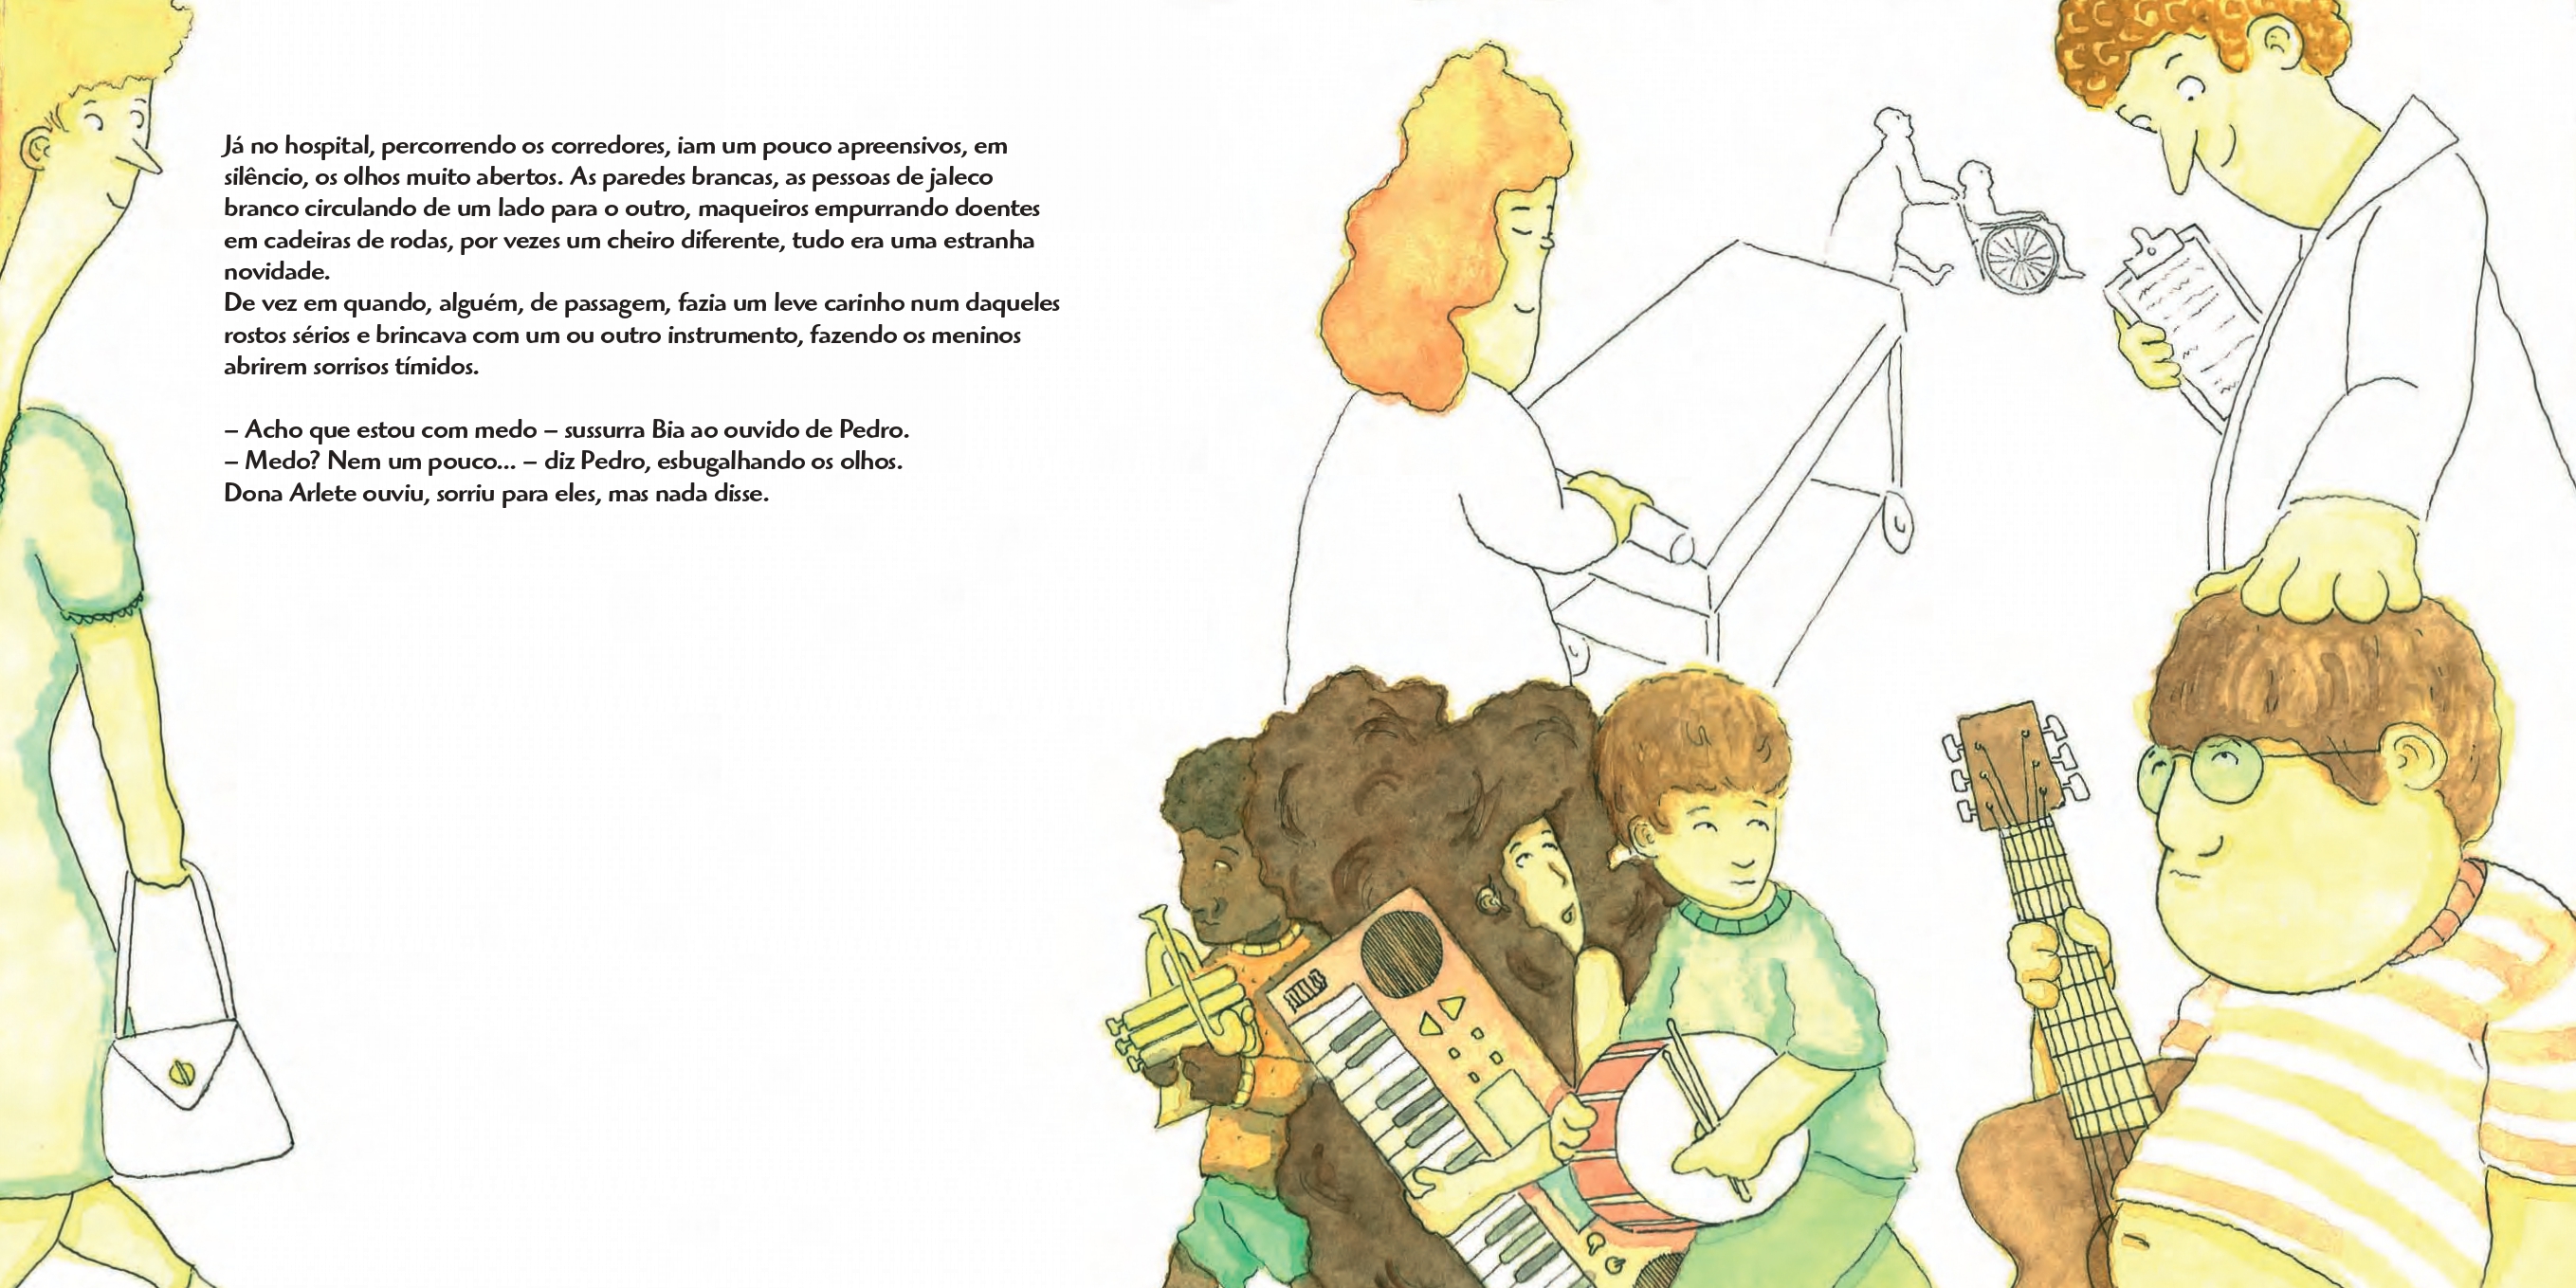 Já no hospital, percorrendo os corredores, iam um pouco apreensivos, em
silêncio, os olhos muito abertos. As paredes brancas, as pessoas de jaleco
branco circulando de um lado para o outro, maqueiros empurrando doentes
em cadeiras de rodas, por vezes um cheiro diferente, tudo era uma estranha
novidade.
De vez em quando, alguém, de passagem, fazia um leve carinho num daqueles
rostos sérios e brincava com um ou outro instrumento, fazendo os meninos
abrirem sorrisos tímidos.
– Acho que estou com medo – sussurra Bia ao ouvido de Pedro.
– Medo? Nem um pouco... – diz Pedro, esbugalhando os olhos.
Dona Arlete ouviu, sorriu para eles, mas nada disse.